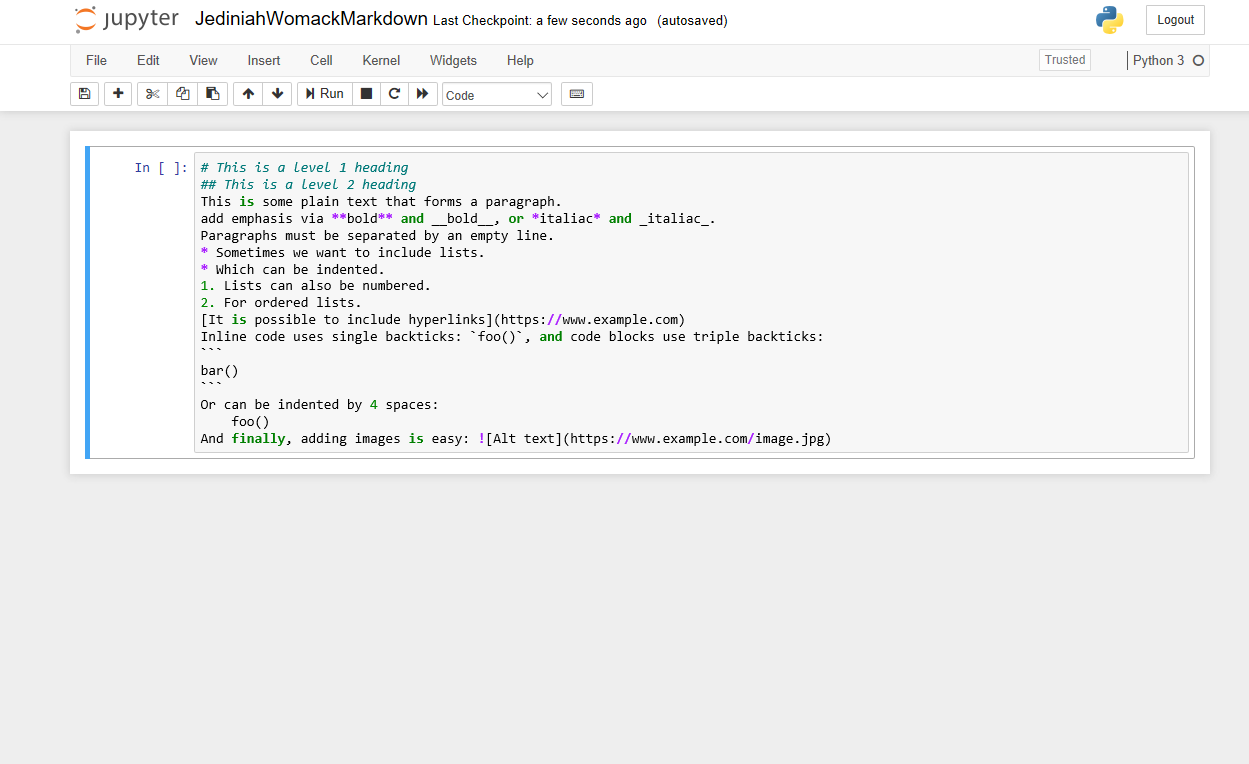 jupyter JediniahWomackMarkdown Last Checkpoint: a few seconds ago (autosaved) Logout
File Edit View Insert Cell Kernel Widgets Help Trusted Python 3
Run Code
In [ ]: # This is a level 1 heading
## This is a level 2 heading
This is some plain text that forms a paragraph.
add emphasis via **bold** and __bold__, or *italiac* and _italiac_.
Paragraphs must be separated by an empty line.
* Sometimes we want to include lists.
* Which can be indented.
1. Lists can also be numbered.
2. For ordered lists.
[It is possible to include hyperlinks](https://www.example.com)
Inline code uses single backticks: `foo()`, and code blocks use triple backticks:
```
bar()
```
Or can be indented by 4 spaces:
    foo()
And finally, adding images is easy: ![Alt text](https://www.example.com/image.jpg)